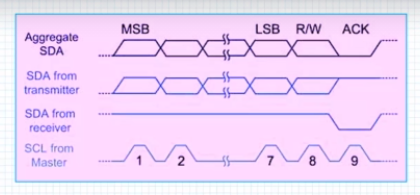 MSB LSB R/W ACK
Aggregate
SDA
SDA from
transmitter
SDA from
receiver
SCL from
Master
1 2 7 8 9